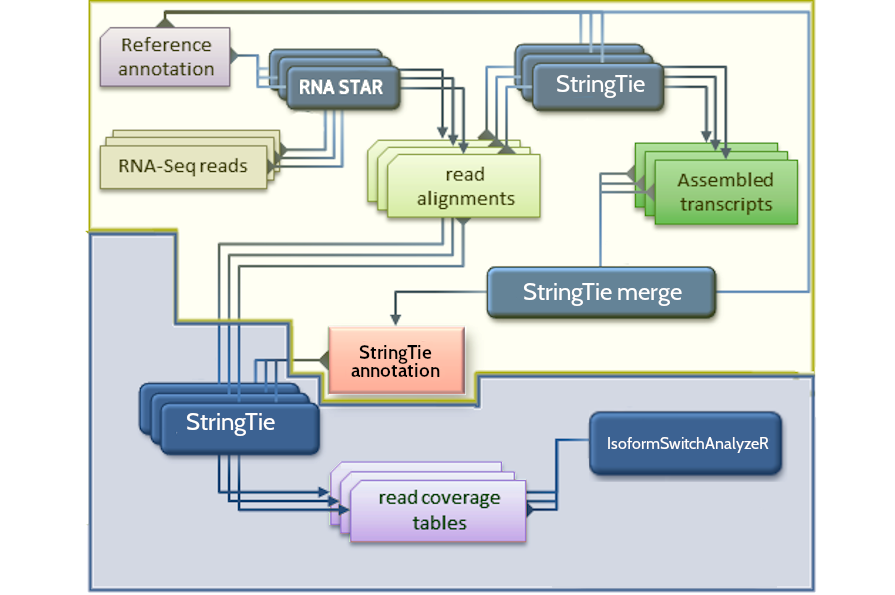 Reference
annotation
RNA STAR
StringTie
RNA-Seq reads
read
alignments
Assembled
transcripts
StringTie merge
StringTie
annotation
StringTie
IsoformSwitchAnalyzeR
read coverage
tables